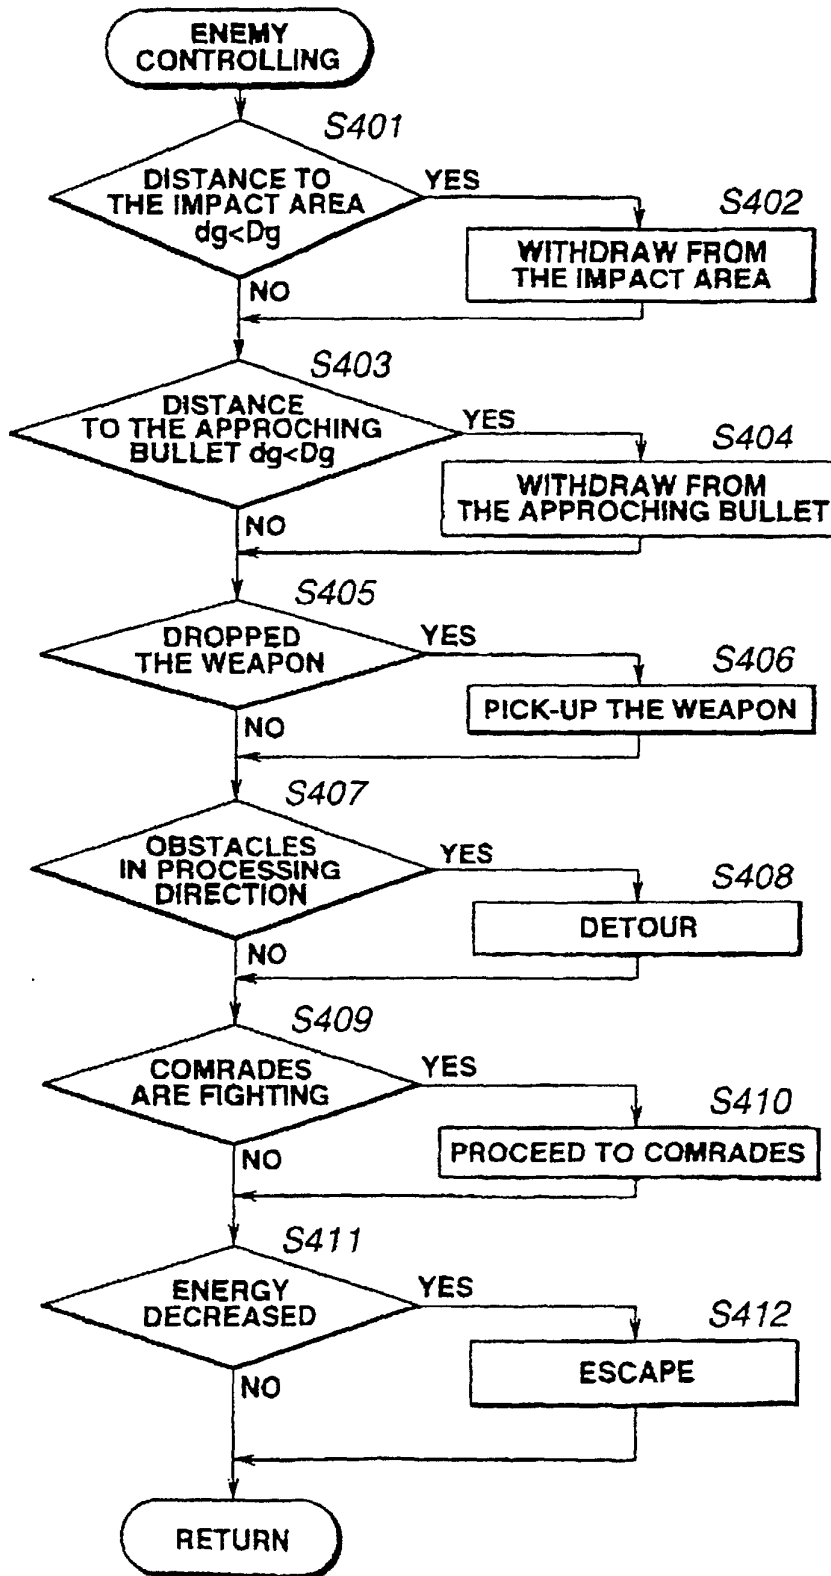 ENEMY
CONTROLLING
S401
DISTANCE TO
THE IMPACT AREA
dg<Dg
YES
S402
WITHDRAW FROM
THE IMPACT AREA
NO
S403
DISTANCE
TO THE APPROCHING
BULLET dg<Dg
YES
S404
WITHDRAW FROM
THE APPROCHING BULLET
NO
S405
DROPPED
THE WEAPON
YES
S406
PICK-UP THE WEAPON
NO
S407
OBSTACLES
IN PROCESSING
DIRECTION
YES
S408
DETOUR
NO
S409
COMRADES
ARE FIGHTING
YES
S410
PROCEED TO COMRADES
NO
S411
ENERGY
DECREASED
YES
S412
ESCAPE
NO
RETURN